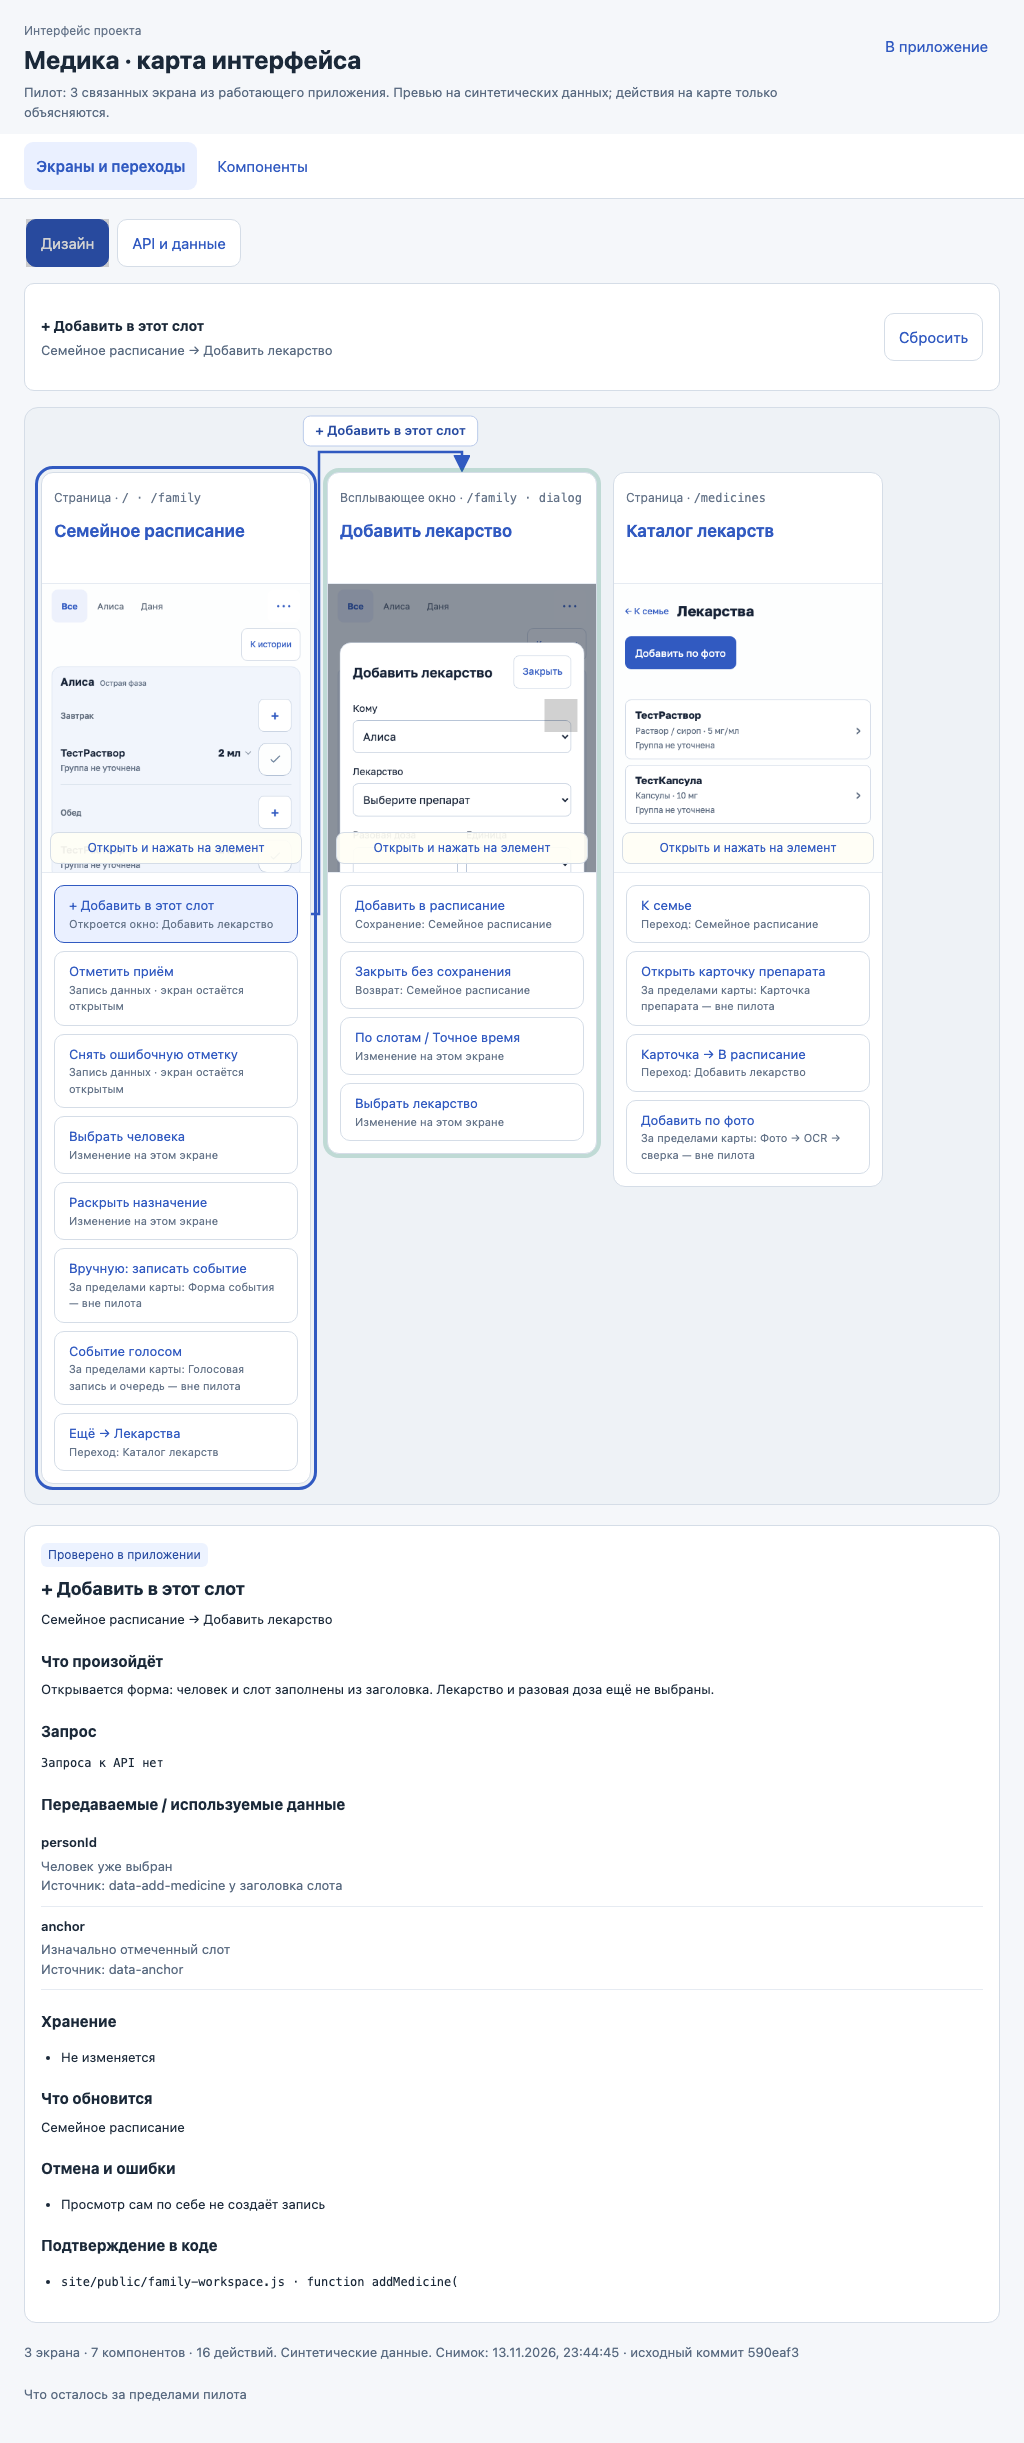 Интерфейс проекта
Медика · карта интерфейса
В приложение
Пилот: 3 связанных экрана из работающего приложения. Превью на синтетических данных; действия на карте только
объясняются.
Экраны и переходы
Компоненты
Дизайн
API и данные
+ Добавить в этот слот
Семейное расписание → Добавить лекарство
Сбросить
+ Добавить в этот слот
Страница · / · /family
Семейное расписание
Все
Алиса
Даня
...
К истории
Алиса Острая фаза
Завтрак
+
ТестРаствор
2 мл
Группа не уточнена
Обед
+
Открыть и нажать на элемент
Группа не уточнена
+ Добавить в этот слот
Откроется окно: Добавить лекарство
Отметить приём
Запись данных · экран остаётся
открытым
Снять ошибочную отметку
Запись данных · экран остаётся
открытым
Выбрать человека
Изменение на этом экране
Раскрыть назначение
Изменение на этом экране
Вручную: записать событие
За пределами карты: Форма события
— вне пилота
Событие голосом
За пределами карты: Голосовая
запись и очередь — вне пилота
Ещё → Лекарства
Переход: Каталог лекарств
Всплывающее окно · /family · dialog
Добавить лекарство
Все
Алиса
Даня
...
Добавить лекарство
Закрыть
Кому
Алиса
Лекарство
Выберите препарат
Разовая доза
Единица
Открыть и нажать на элемент
Добавить в расписание
Сохранение: Семейное расписание
Закрыть без сохранения
Возврат: Семейное расписание
По слотам / Точное время
Изменение на этом экране
Выбрать лекарство
Изменение на этом экране
Страница · /medicines
Каталог лекарств
← К семье
Лекарства
Добавить по фото
ТестРаствор
Раствор / сироп · 5 мг/мл
Группа не уточнена
ТестКапсула
Капсулы · 10 мг
Группа не уточнена
Открыть и нажать на элемент
К семье
Переход: Семейное расписание
Открыть карточку препарата
За пределами карты: Карточка
препарата — вне пилота
Карточка → В расписание
Переход: Добавить лекарство
Добавить по фото
За пределами карты: Фото → OCR →
сверка — вне пилота
Проверено в приложении
+ Добавить в этот слот
Семейное расписание → Добавить лекарство
Что произойдёт
Открывается форма: человек и слот заполнены из заголовка. Лекарство и разовая доза ещё не выбраны.
Запрос
Запроса к API нет
Передаваемые / используемые данные
personId
Человек уже выбран
Источник: data-add-medicine у заголовка слота
anchor
Изначально отмеченный слот
Источник: data-anchor
Хранение
• Не изменяется
Что обновится
Семейное расписание
Отмена и ошибки
• Просмотр сам по себе не создаёт запись
Подтверждение в коде
• site/public/family-workspace.js · function addMedicine(
3 экрана · 7 компонентов · 16 действий. Синтетические данные. Снимок: 13.11.2026, 23:44:45 · исходный коммит 590eaf3
Что осталось за пределами пилота